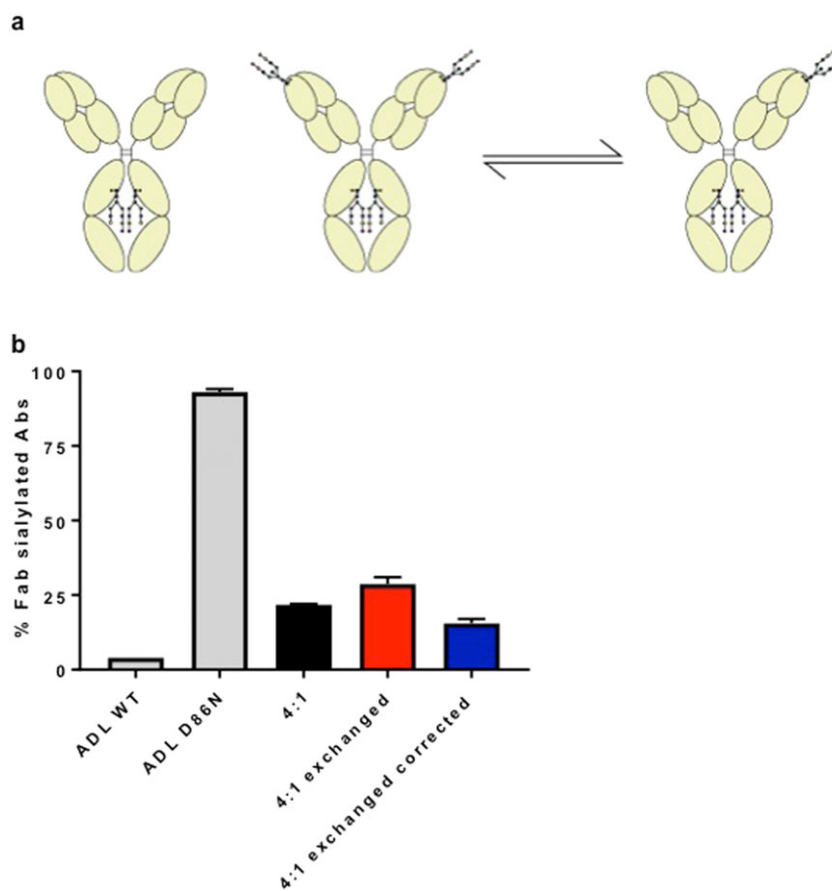 a
b
% Fab sialylated Abs
100
75
50
25
0
ADL WT
ADL D86N
4:1
4:1 exchanged
4:1 exchanged corrected